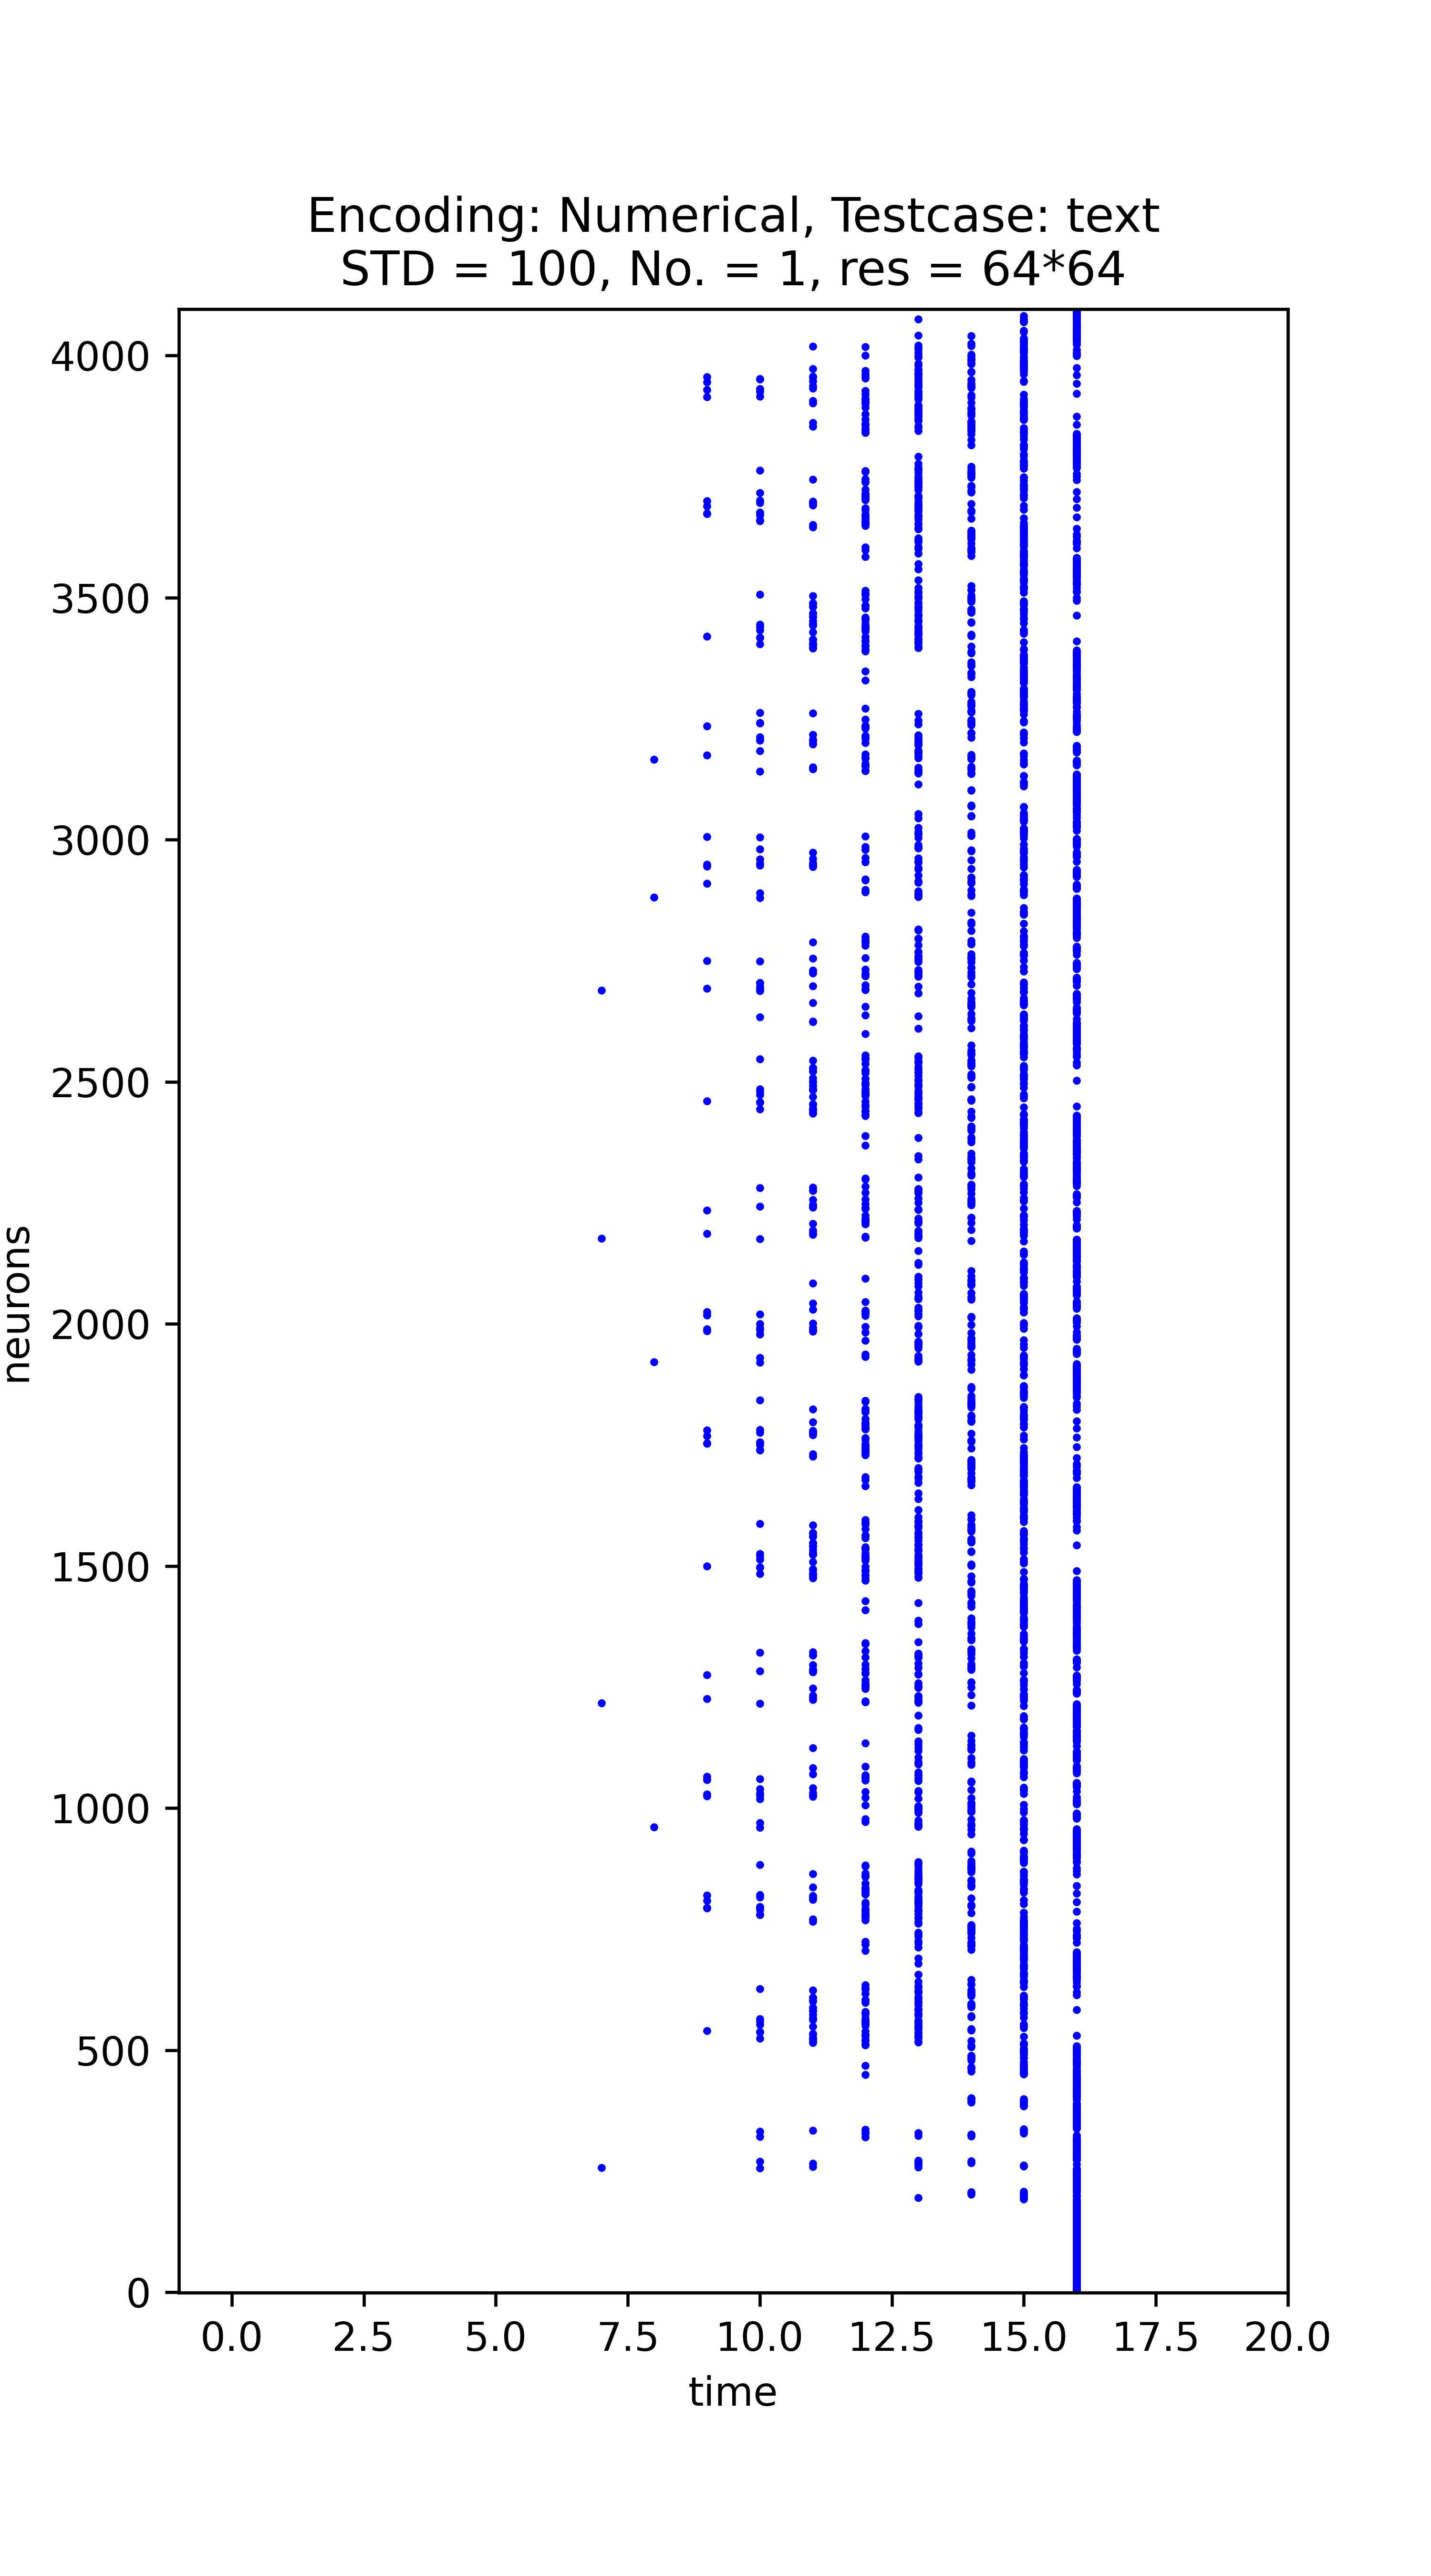 Encoding: Numerical, Testcase: text
STD = 100, No. = 1, res = 64*64
4000
3500
3000
2500
neurons
2000
1500
1000
500
0
0.0 2.5 5.0 7.5 10.0 12.5 15.0 17.5 20.0
time